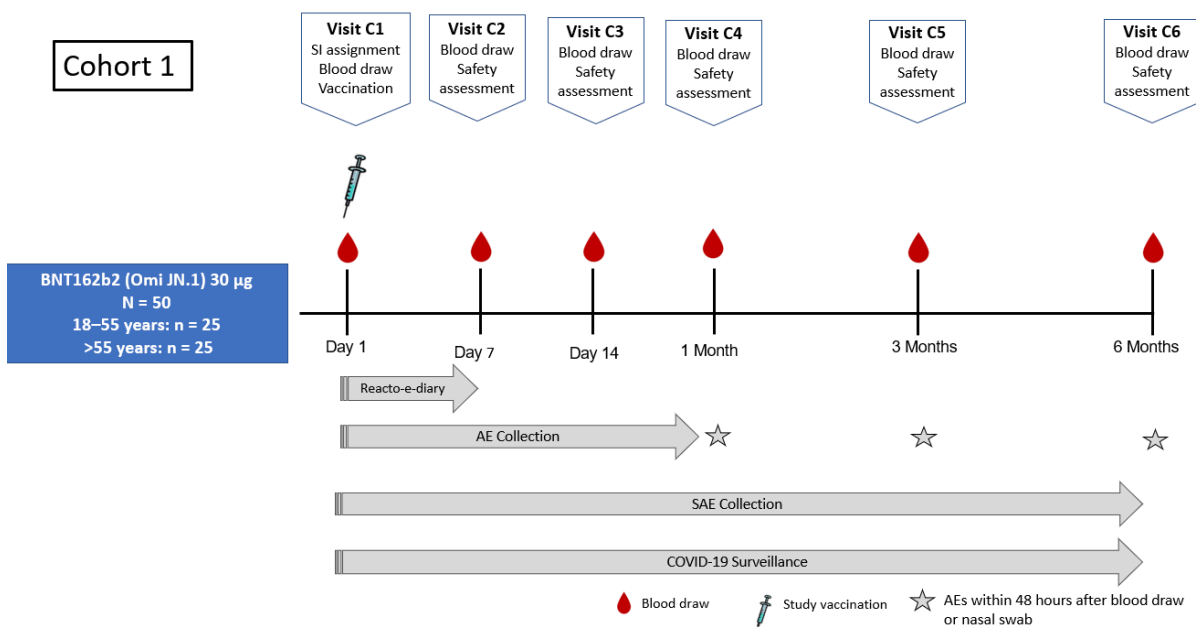 Cohort 1
Visit C1
SI assignment
Blood draw
Vaccination
Visit C2
Blood draw
Safety
assessment
Visit C3
Blood draw
Safety
assessment
Visit C4
Blood draw
Safety
assessment
Visit C5
Blood draw
Safety
assessment
Visit C6
Blood draw
Safety
assessment
BNT162b2 (Omi JN.1) 30 µg
N = 50
18–55 years: n = 25
>55 years: n = 25
Day 1
Day 7
Day 14
1 Month
3 Months
6 Months
Reacto-e-diary
AE Collection
SAE Collection
COVID-19 Surveillance
Blood draw
Study vaccination
AEs within 48 hours after blood draw
or nasal swab